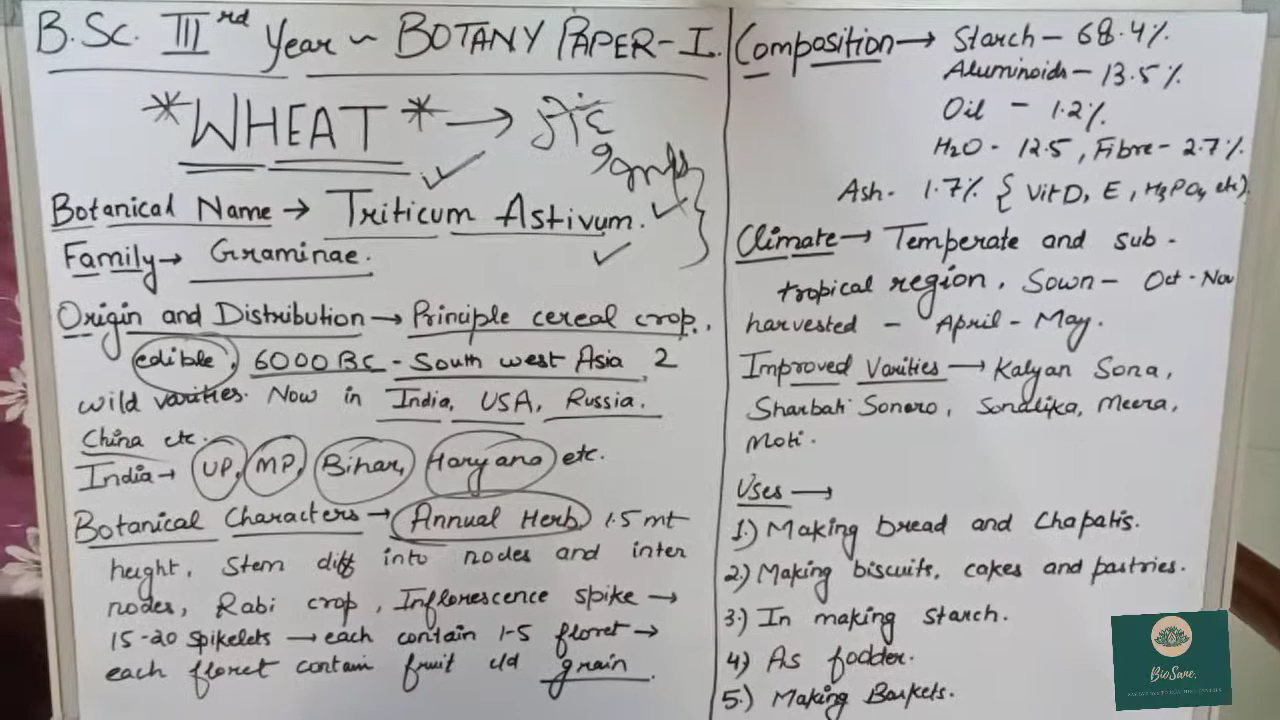 B.Sc. IIIrd Year ~ BOTANY PAPER-I.
*WHEAT* →
Botanical Name → Triticum Astivum.
Family → Graminae.
Origin and Distribution → Principle cereal crop,
edible, 6000 BC - South west Asia, 2
wild varities. Now in India, USA, Russia.
China etc.
India → UP, MP, Bihar, Haryana etc.
Botanical Characters → Annual Herb, 1.5 mt
height, Stem diff into nodes and inter
nodes, Rabi crop, Inflorescence spike →
15-20 spikelets → each contain 1-5 floret →
each floret contain fruit c/d grain.
Composition → Starch - 68.4%
Aluminoids - 13.5%
Oil - 1.2%.
H2O - 12.5, Fibre - 2.7%.
Ash - 1.7% { Vit D, E, H3PO4 etc).
Climate → Temperate and sub-
tropical region. Sown - Oct - Nov
harvested - April - May.
Improved Varities → Kalyan Sona,
Sharbati Sonoro, Sonalika, Meera,
Moti.
Uses →
1.) Making bread and Chapatis.
2.) Making biscuits, cakes and pastries.
3.) In making starch.
4) As fodder.
5.) Making Baskets.
BioSane.